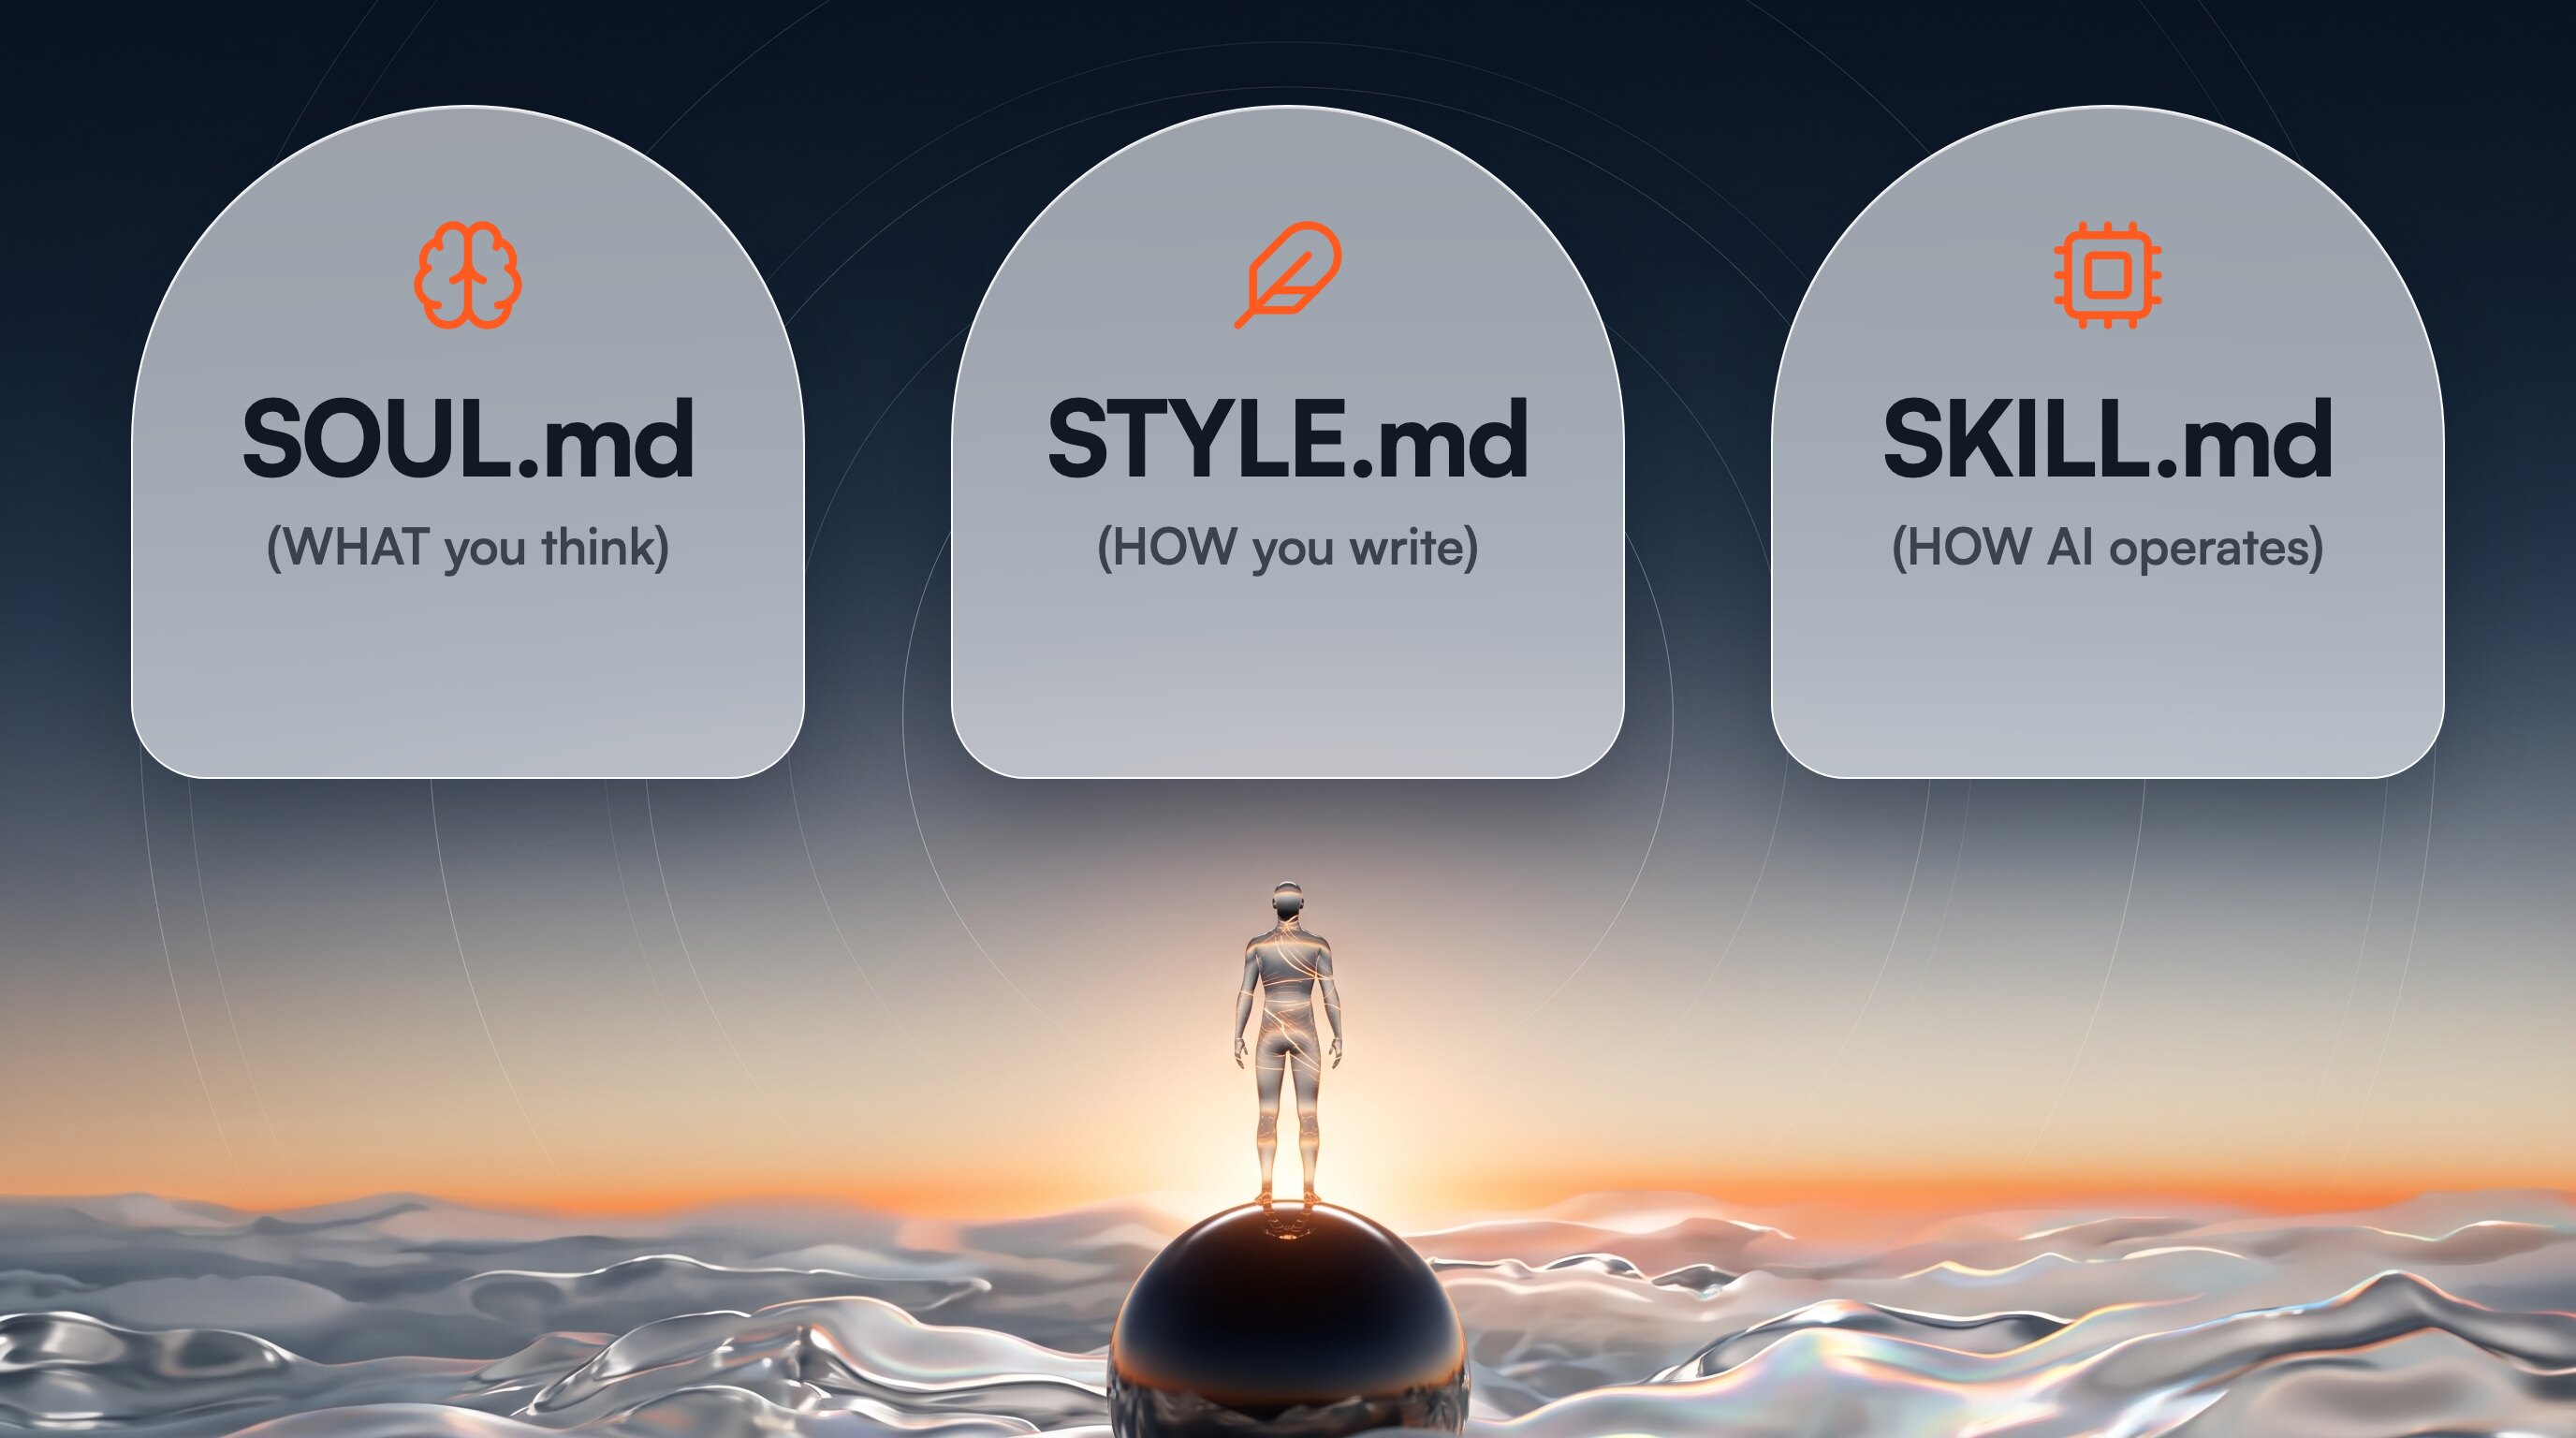 SOUL.md
(WHAT you think)
STYLE.md
(HOW you write)
SKILL.md
(HOW AI operates)